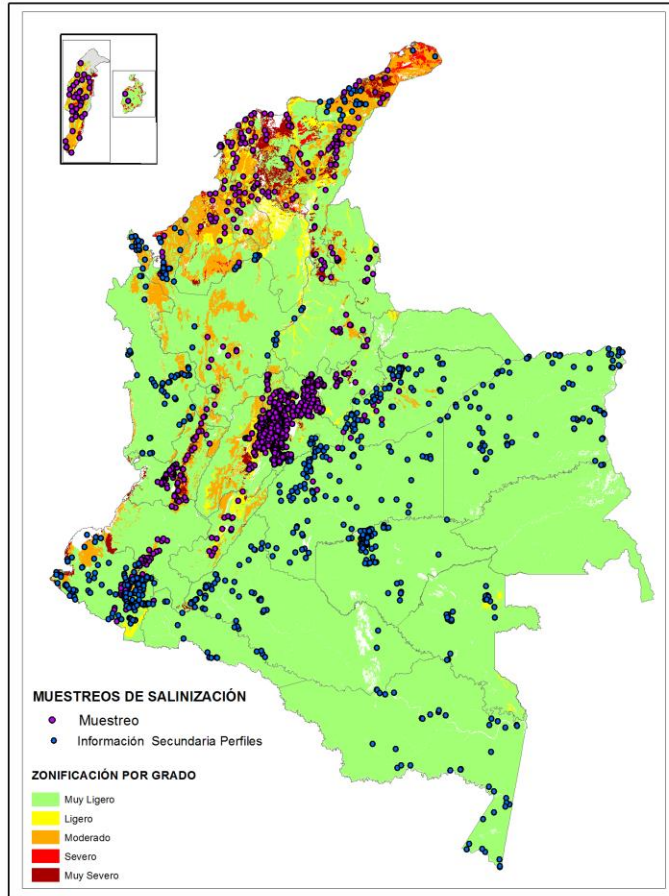 MUESTREOS DE SALINIZACIÓN
Muestreo
Información Secundaria Perfiles
ZONIFICACIÓN POR GRADO
Muy Ligero
Ligero
Moderado
Severo
Muy Severo